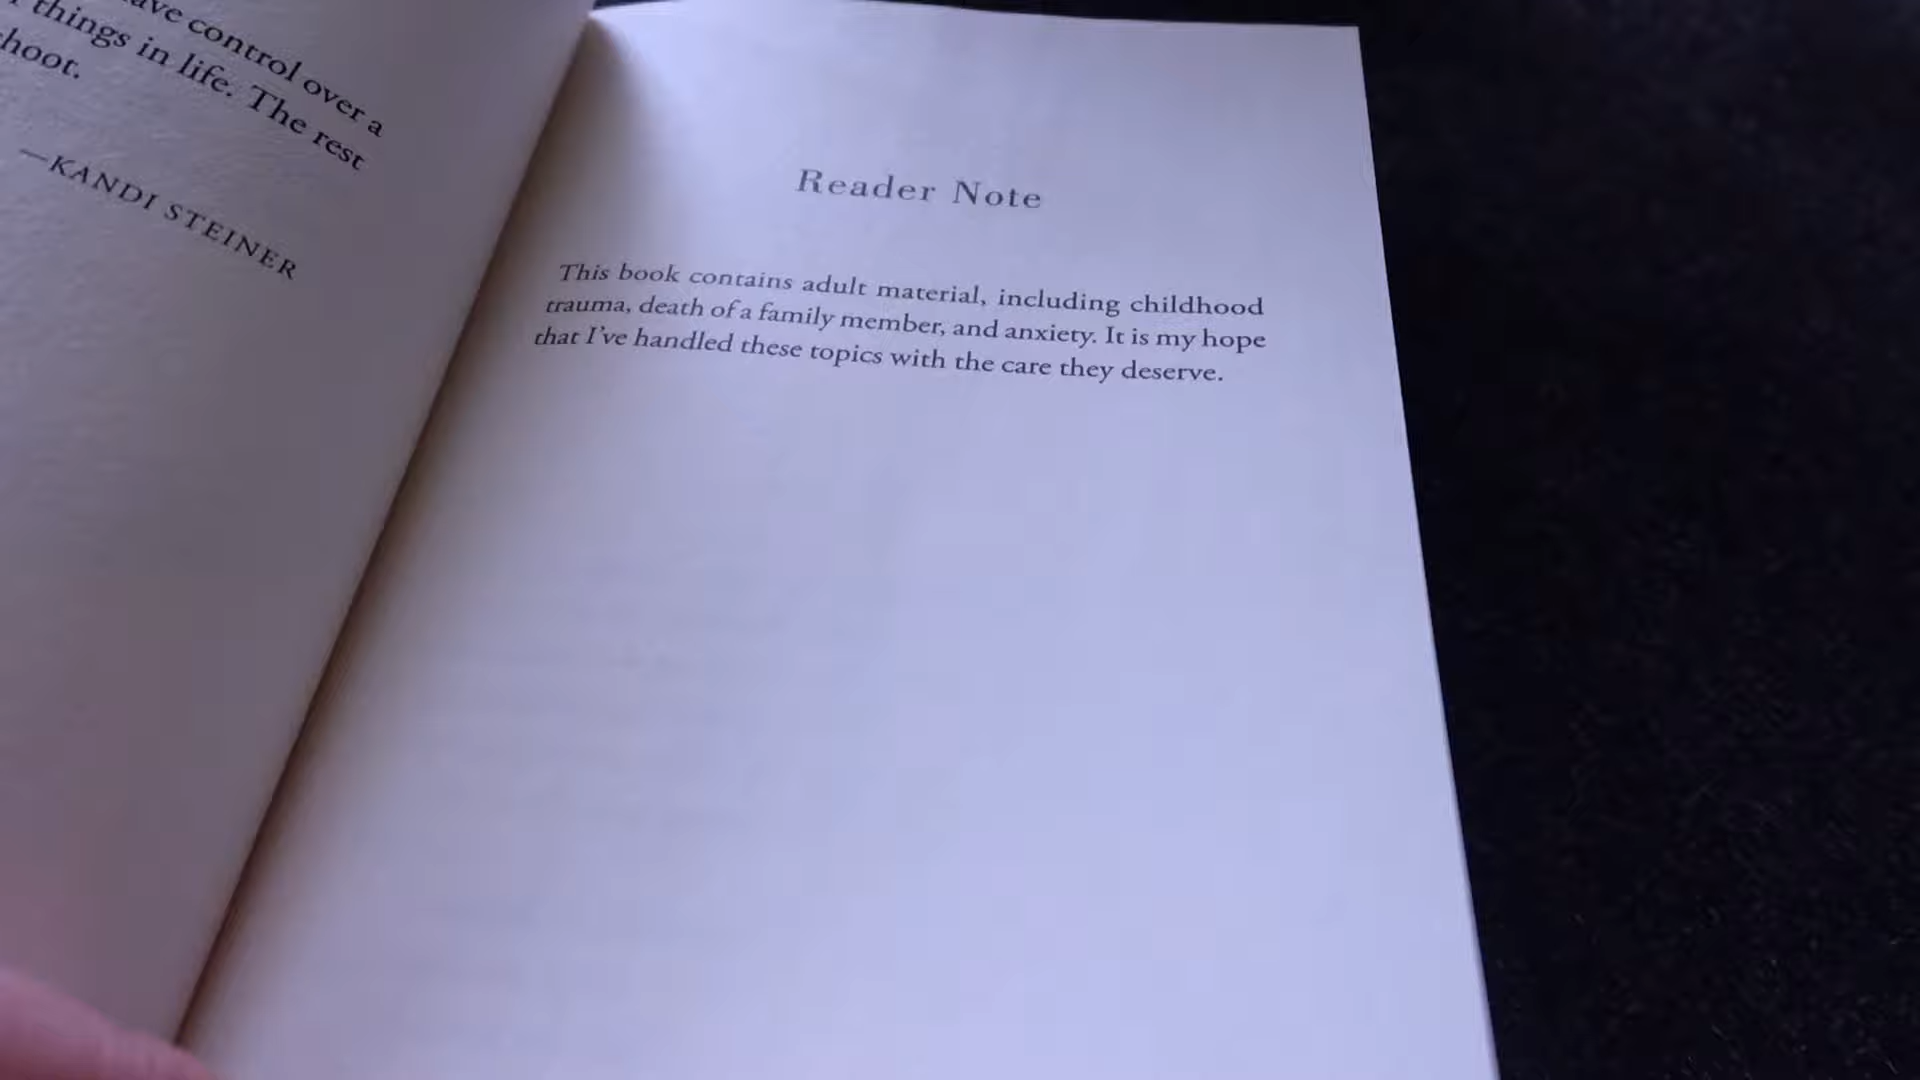 have control over a
things in life. The rest
hoot.
—KANDI STEINER
Reader Note
This book contains adult material, including childhood
trauma, death of a family member, and anxiety. It is my hope
that I've handled these topics with the care they deserve.